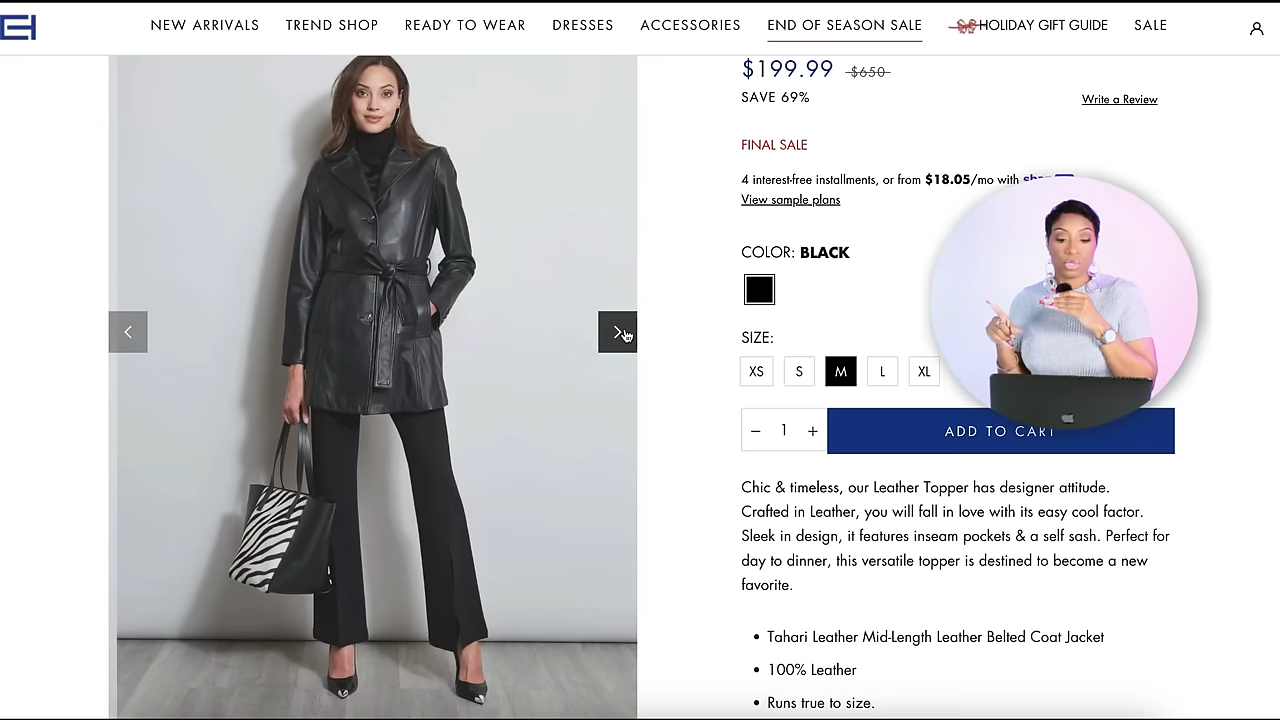 NEW ARRIVALS TREND SHOP READY TO WEAR DRESSES ACCESSORIES END OF SEASON SALE HOLIDAY GIFT GUIDE SALE
$199.99 $650
SAVE 69%
Write a Review
FINAL SALE
4 interest-free installments, or from $18.05/mo with
View sample plans
COLOR: BLACK
SIZE:
XS S M L XL
− 1 +
ADD TO CART
Chic & timeless, our Leather Topper has designer attitude.
Crafted in Leather, you will fall in love with its easy cool factor.
Sleek in design, it features inseam pockets & a self sash. Perfect for
day to dinner, this versatile topper is destined to become a new
favorite.
• Tahari Leather Mid-Length Leather Belted Coat Jacket
• 100% Leather
• Runs true to size.